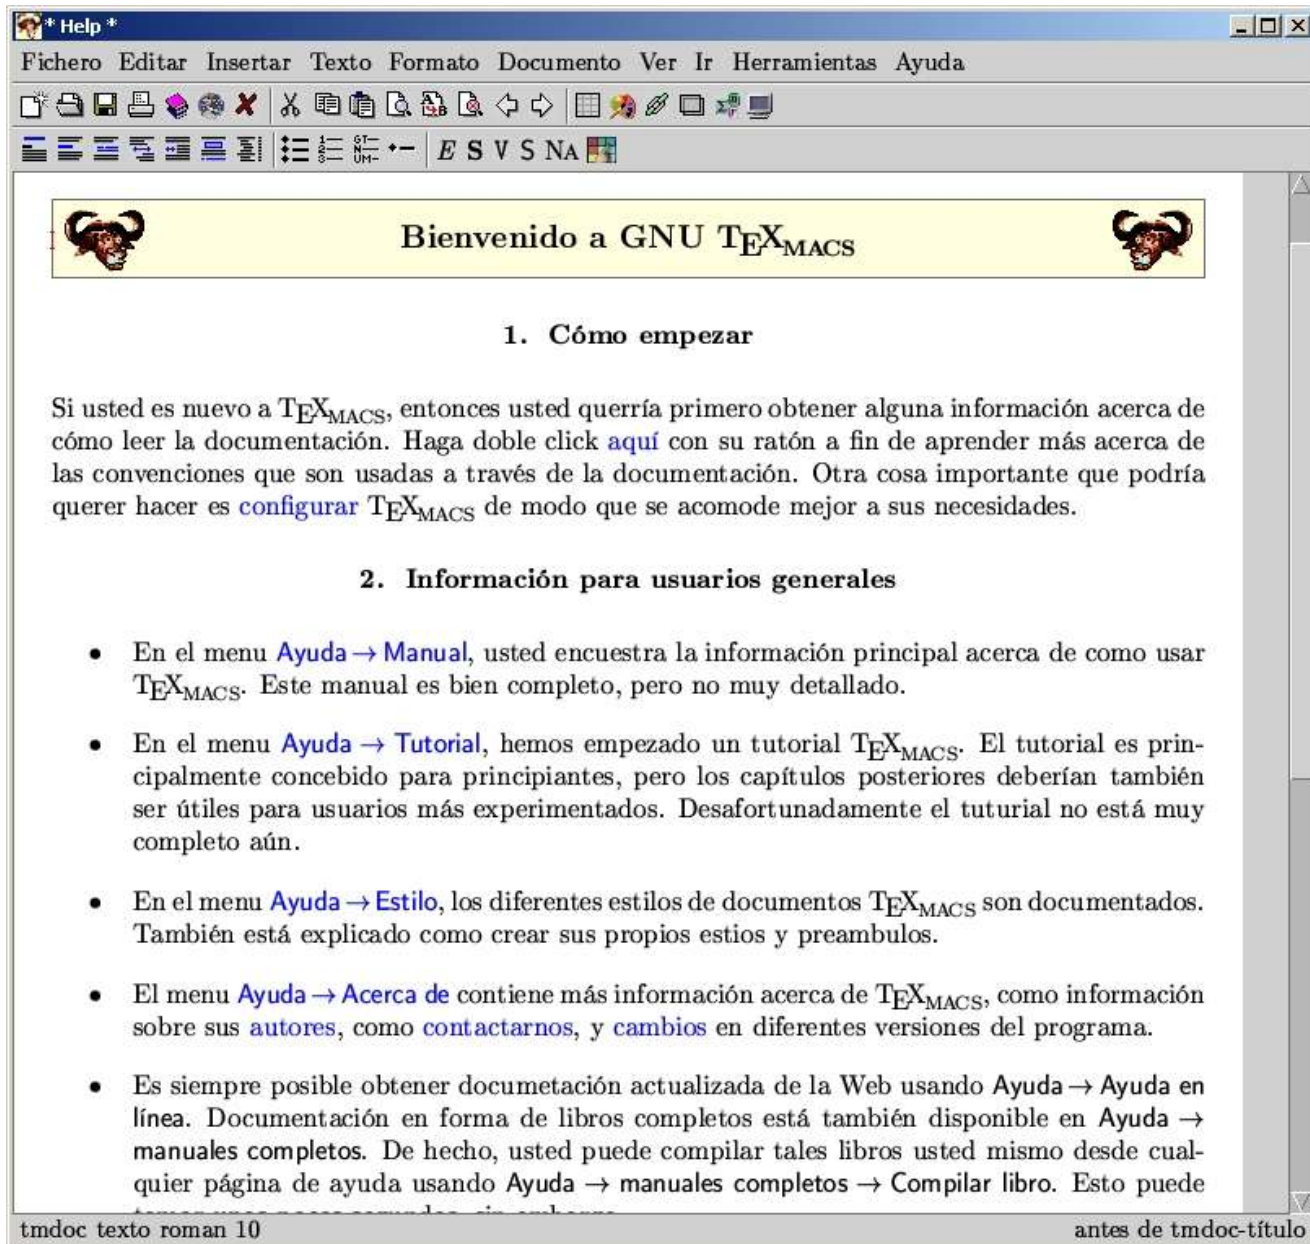 * Help *
Fichero Editar Insertar Texto Formato Documento Ver Ir Herramientas Ayuda
E S V S NA
Bienvenido a GNU TEXMACS
1. Cómo empezar
Si usted es nuevo a TEXMACS, entonces usted querría primero obtener alguna información acerca de
cómo leer la documentación. Haga doble click aquí con su ratón a fin de aprender más acerca de
las convenciones que son usadas a través de la documentación. Otra cosa importante que podría
querer hacer es configurar TEXMACS de modo que se acomode mejor a sus necesidades.
2. Información para usuarios generales
• En el menu Ayuda → Manual, usted encuestra la información principal acerca de como usar
TEXMACS. Este manual es bien completo, pero no muy detallado.
• En el menu Ayuda → Tutorial, hemos empezado un tutorial TEXMACS. El tutorial es prin-
cipalmente concebido para principiantes, pero los capítulos posteriores deberían también
ser útiles para usuarios más experimentados. Desafortunadamente el tuturial no está muy
completo aún.
• En el menu Ayuda → Estilo, los diferentes estilos de documentos TEXMACS son documentados.
También está explicado como crear sus propios estios y preambulos.
• El menu Ayuda → Acerca de contiene más información acerca de TEXMACS, como información
sobre sus autores, como contactarnos, y cambios en diferentes versiones del programa.
• Es siempre posible obtener documetación actualizada de la Web usando Ayuda → Ayuda en
línea. Documentación en forma de libros completos está también disponible en Ayuda →
manuales completos. De hecho, usted puede compilar tales libros usted mismo desde cual-
quier página de ayuda usando Ayuda → manuales completos → Compilar libro. Esto puede
tmdoc texto roman 10 antes de tmdoc-título